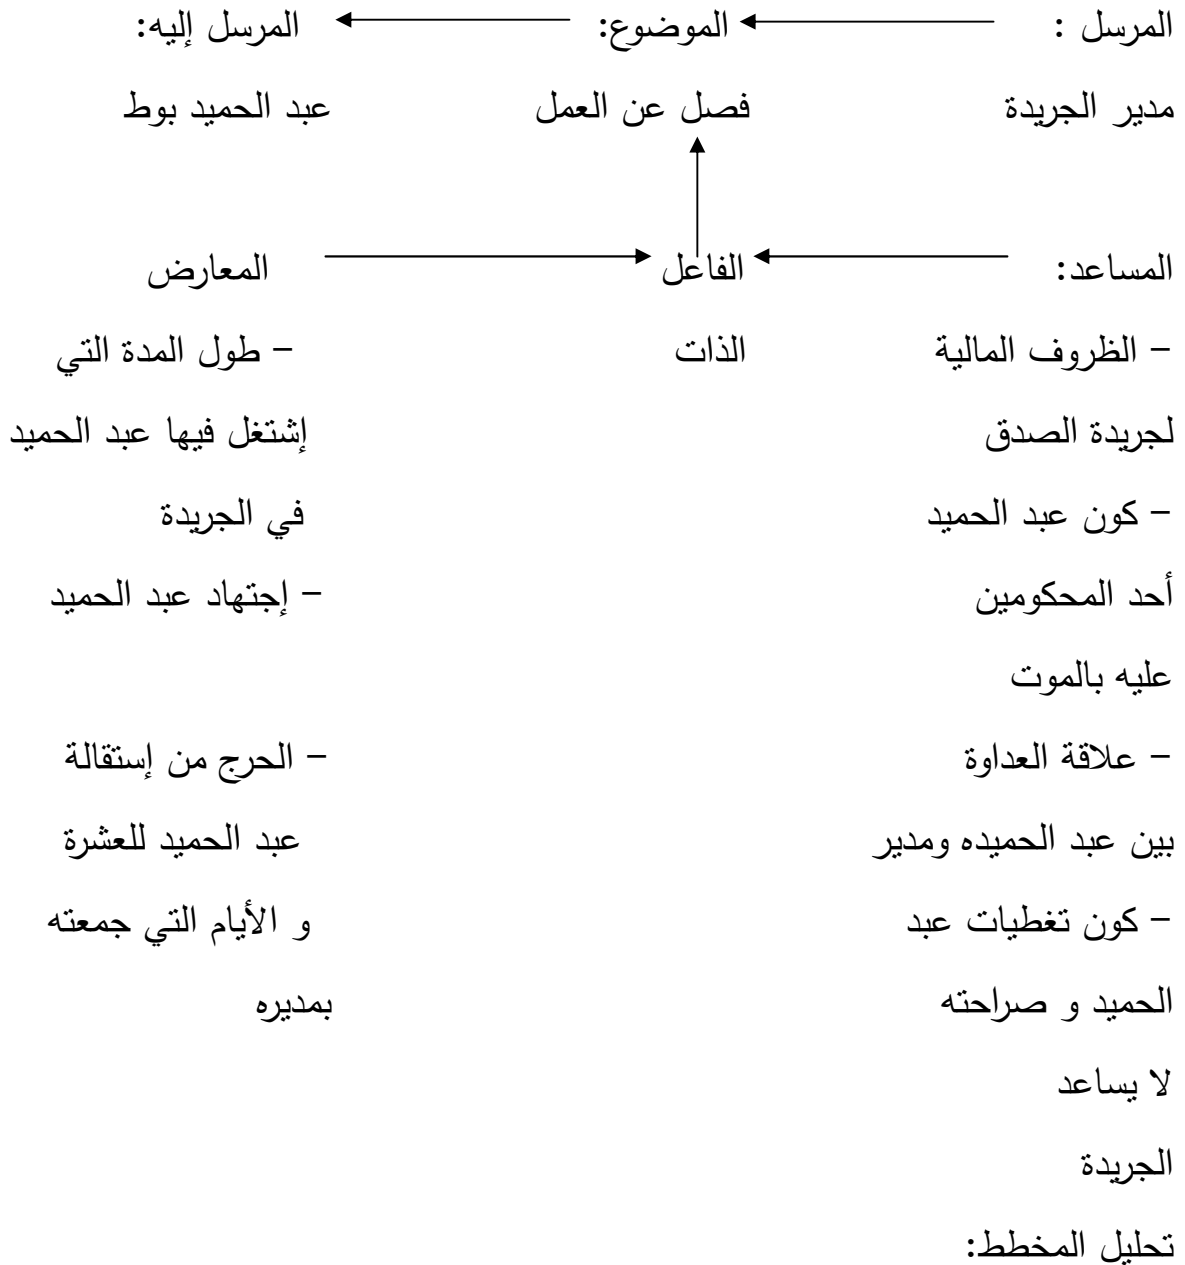 المرسل : الموضوع: المرسل إليه:
مدير الجريدة فصل عن العمل عبد الحميد بوط
المساعد: الفاعل المعارض
– الظروف المالية الذات – طول المدة التي
لجريدة الصدق إشتغل فيها عبد الحميد
– كون عبد الحميد في الجريدة
أحد المحكومين – إجتهاد عبد الحميد
عليه بالموت
– علاقة العداوة – الحرج من إستقالة
بين عبد الحميده ومدير عبد الحميد للعشرة
– كون تغطيات عبد و الأيام التي جمعته
الحميد و صراحته بمديره
لا يساعد
الجريدة
تحليل المخطط: